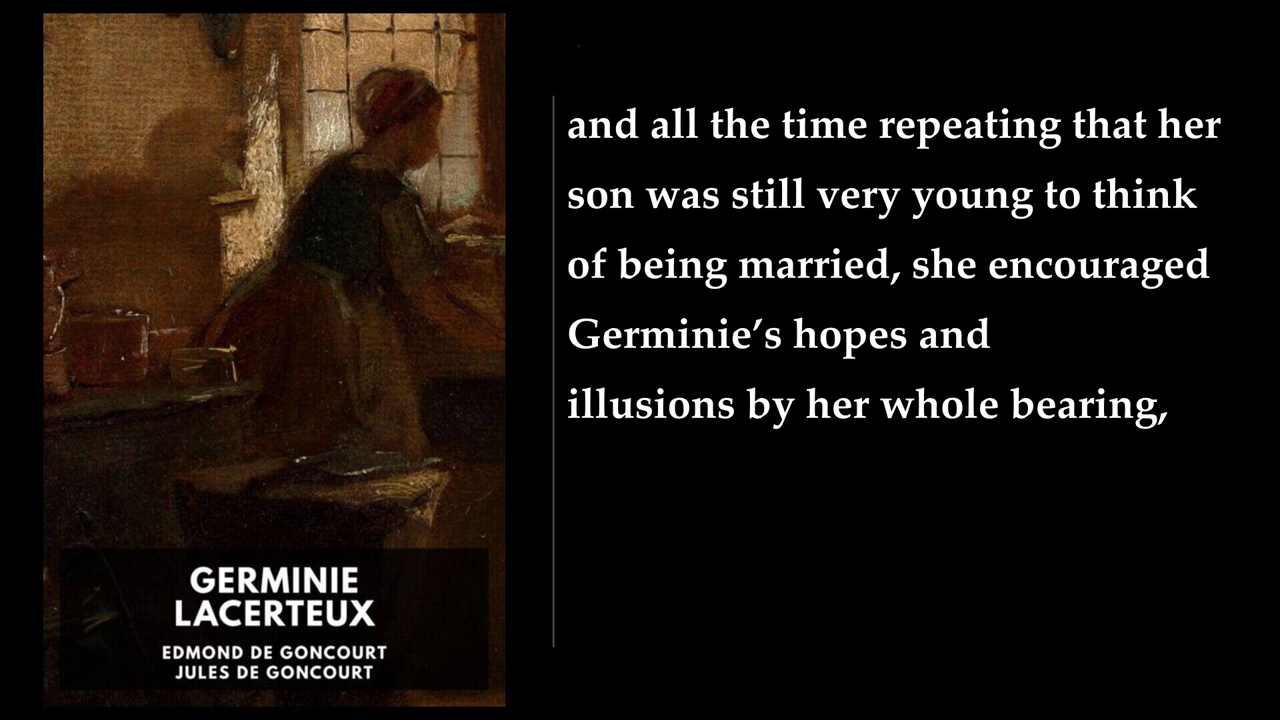 and all the time repeating that her
son was still very young to think
of being married, she encouraged
Germinie’s hopes and
illusions by her whole bearing,
GERMINIE
LACERTEUX
EDMOND DE GONCOURT
JULES DE GONCOURT